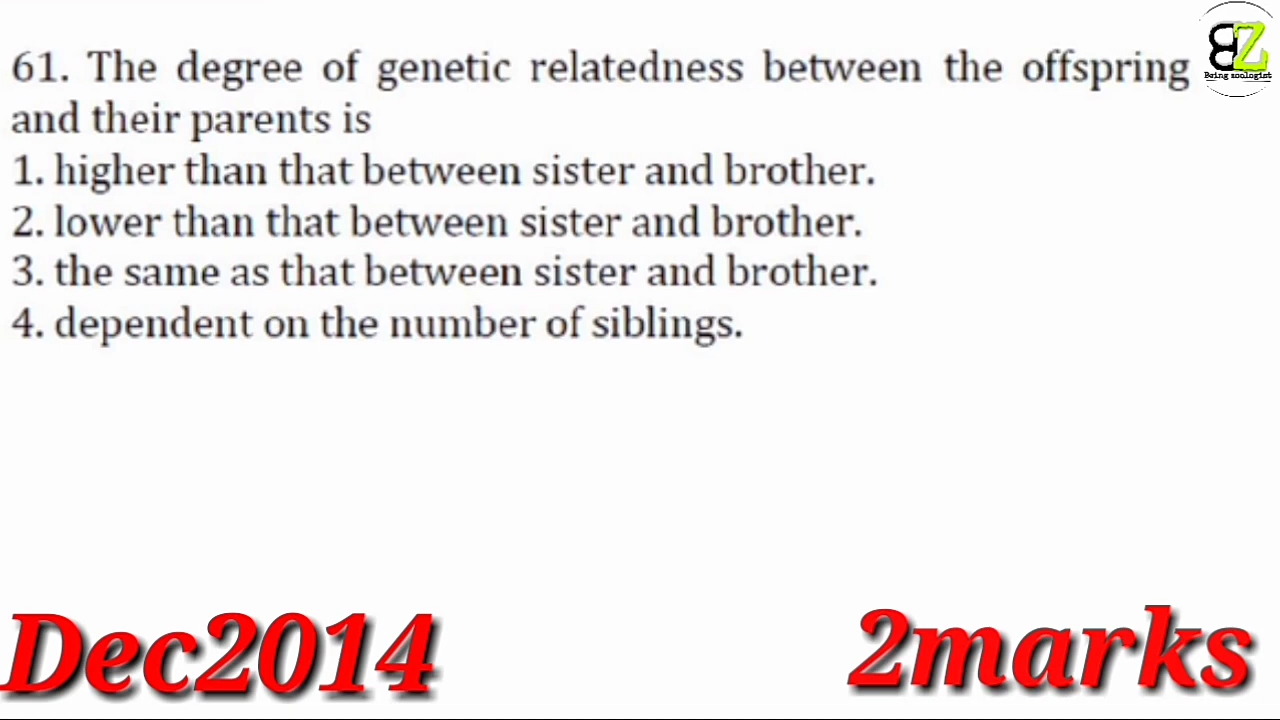 BZ
Being zoologist
61. The degree of genetic relatedness between the offspring
and their parents is
1. higher than that between sister and brother.
2. lower than that between sister and brother.
3. the same as that between sister and brother.
4. dependent on the number of siblings.
Dec2014
2marks